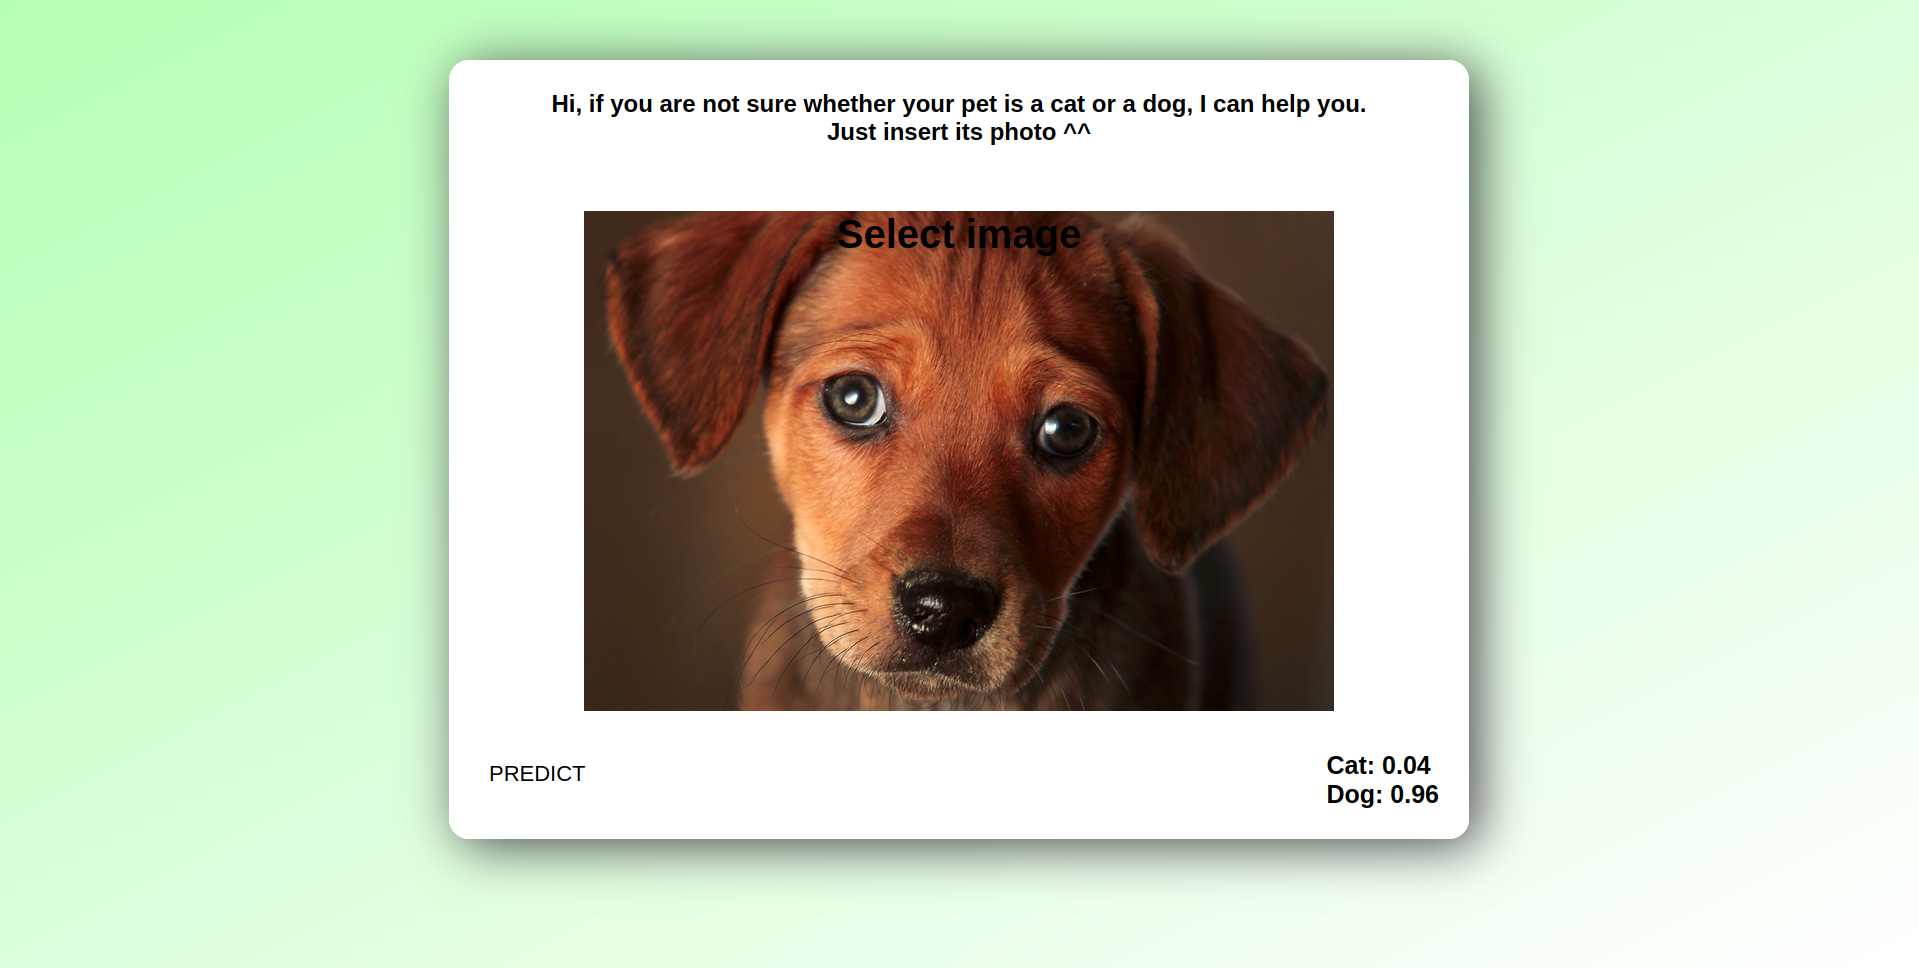 Hi, if you are not sure whether your pet is a cat or a dog, I can help you.
Just insert its photo ^^
Select image
PREDICT
Cat: 0.04
Dog: 0.96